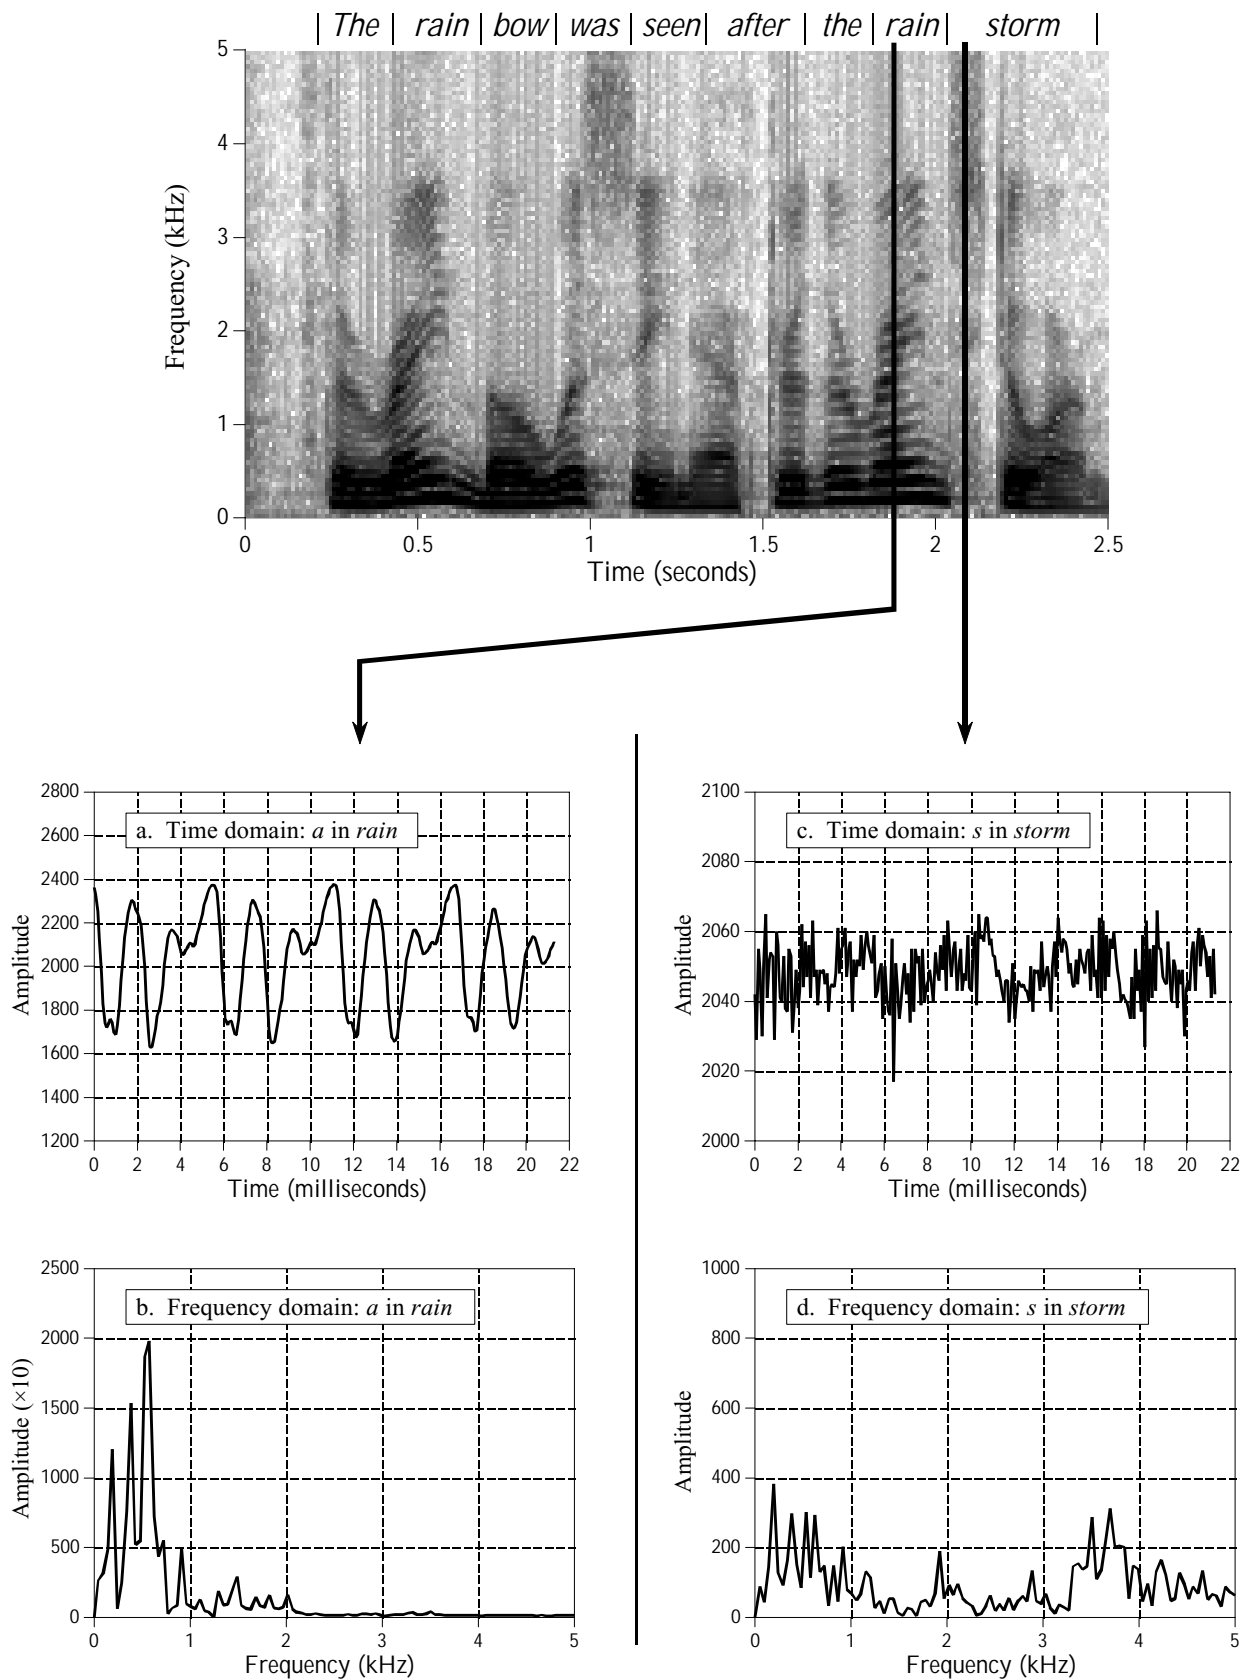 The | rain | bow | was | seen | after | the | rain | storm
5
4
3
2
1
0
Frequency (kHz)
0 0.5 1 1.5 2 2.5
Time (seconds)
2800
2600
2400
2200
2000
1800
1600
1400
1200
Amplitude
a. Time domain: a in rain
0 2 4 6 8 10 12 14 16 18 20 22
Time (milliseconds)
2100
2080
2060
2040
2020
2000
Amplitude
c. Time domain: s in storm
0 2 4 6 8 10 12 14 16 18 20 22
Time (milliseconds)
2500
2000
1500
1000
500
0
Amplitude (×10)
b. Frequency domain: a in rain
0 1 2 3 4 5
Frequency (kHz)
1000
800
600
400
200
0
Amplitude
d. Frequency domain: s in storm
0 1 2 3 4 5
Frequency (kHz)